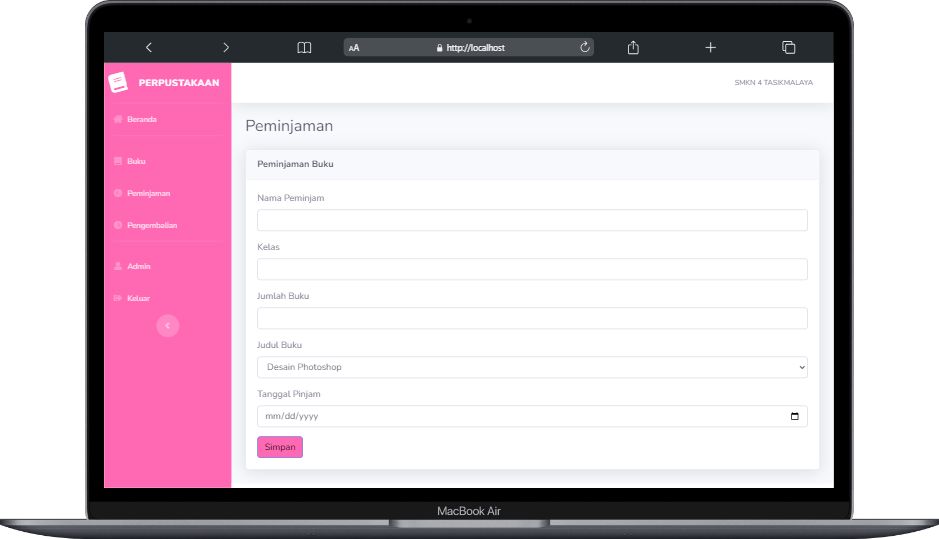 AA
http://localhost
PERPUSTAKAAN
SMKN 4 TASIKMALAYA
Beranda
Buku
Peminjaman
Pengembalian
Admin
Keluar
Peminjaman
Peminjaman Buku
Nama Peminjam
Kelas
Jumlah Buku
Judul Buku
Desain Photoshop
Tanggal Pinjam
mm/dd/yyyy
Simpan
MacBook Air